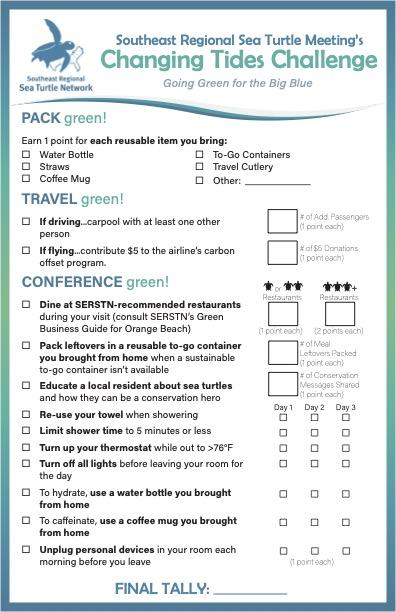 Southeast Regional Sea Turtle Meeting's
Changing Tides Challenge
Going Green for the Big Blue
Southeast Regional
Sea Turtle Network
PACK green!
Earn 1 point for each reusable item you bring:
Water Bottle
Straws
Coffee Mug
To-Go Containers
Travel Cutlery
Other: ___________
TRAVEL green!
If driving...carpool with at least one other
person
# of Add. Passengers
(1 point each)
If flying...contribute $5 to the airline's carbon
offset program.
# of $5 Donations
(1 point each)
CONFERENCE green!
Dine at SERSTN-recommended restaurants
during your visit (consult SERSTN's Green
Business Guide for Orange Beach)
or
Restaurants
(1 point each)
+
Restaurants
(2 points each)
Pack leftovers in a reusable to-go container
you brought from home when a sustainable
to-go container isn't available
# of Meal
Leftovers Packed
(1 point each)
Educate a local resident about sea turtles
and how they can be a conservation hero
# of Conservation
Messages Shared
(1 point each)
Day 1 Day 2 Day 3
Re-use your towel when showering
Limit shower time to 5 minutes or less
Turn up your thermostat while out to >76°F
Turn off all lights before leaving your room for
the day
To hydrate, use a water bottle you brought
from home
To caffeinate, use a coffee mug you brought
from home
Unplug personal devices in your room each
morning before you leave
(1 point each)
FINAL TALLY: __________